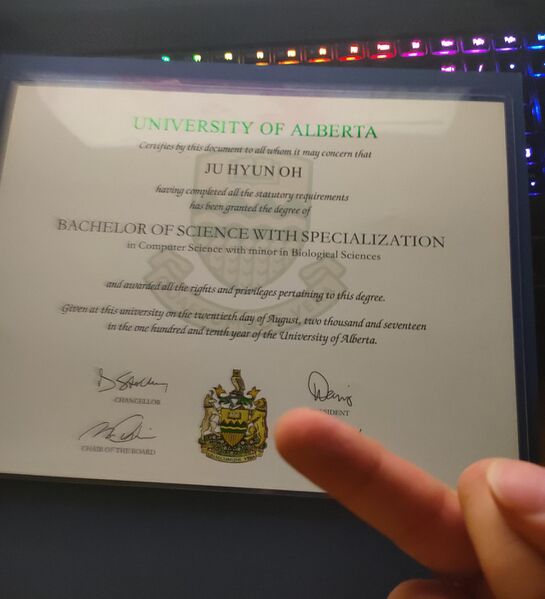 UNIVERSITY OF ALBERTA
Certifies by this document to all whom it may concern that
JU HYUN OH
having completed all the statutory requirements
has been granted the degree of
BACHELOR OF SCIENCE WITH SPECIALIZATION
in Computer Science with minor in Biological Sciences
and awarded all the rights and privileges pertaining to this degree.
Given at this university on the twentieth day of August, two thousand and seventeen
in the one hundred and tenth year of the University of Alberta.
CHANCELLOR
IDENT
CHAIR OF THE BOARD